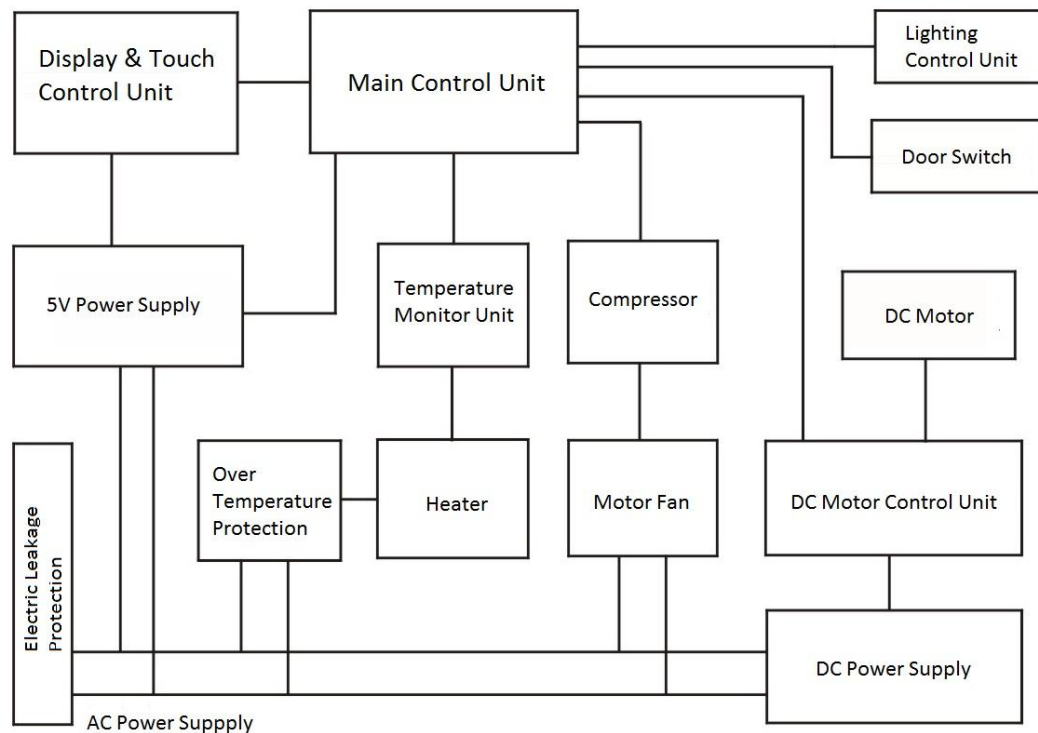 Display & Touch
Control Unit
Main Control Unit
Lighting
Control Unit
Door Switch
5V Power Supply
Temperature
Monitor Unit
Compressor
DC Motor
Electric Leakage
Protection
Over
Temperature
Protection
Heater
Motor Fan
DC Motor Control Unit
DC Power Supply
AC Power Suppply